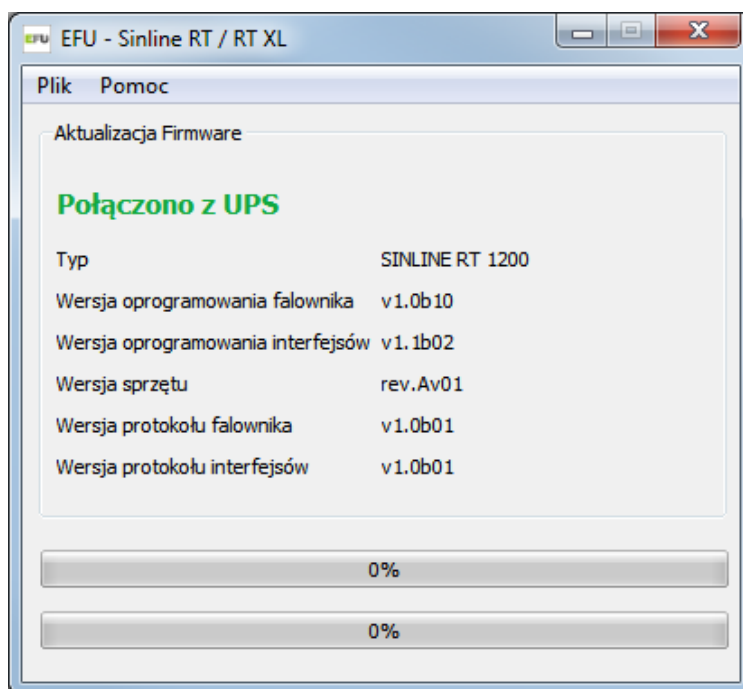 EFU EFU - Sinline RT / RT XL
Plik Pomoc
Aktualizacja Firmware
Połączono z UPS
Typ SINLINE RT 1200
Wersja oprogramowania falownika v1.0b10
Wersja oprogramowania interfejsów v1.1b02
Wersja sprzętu rev.Av01
Wersja protokołu falownika v1.0b01
Wersja protokołu interfejsów v1.0b01
0%
0%